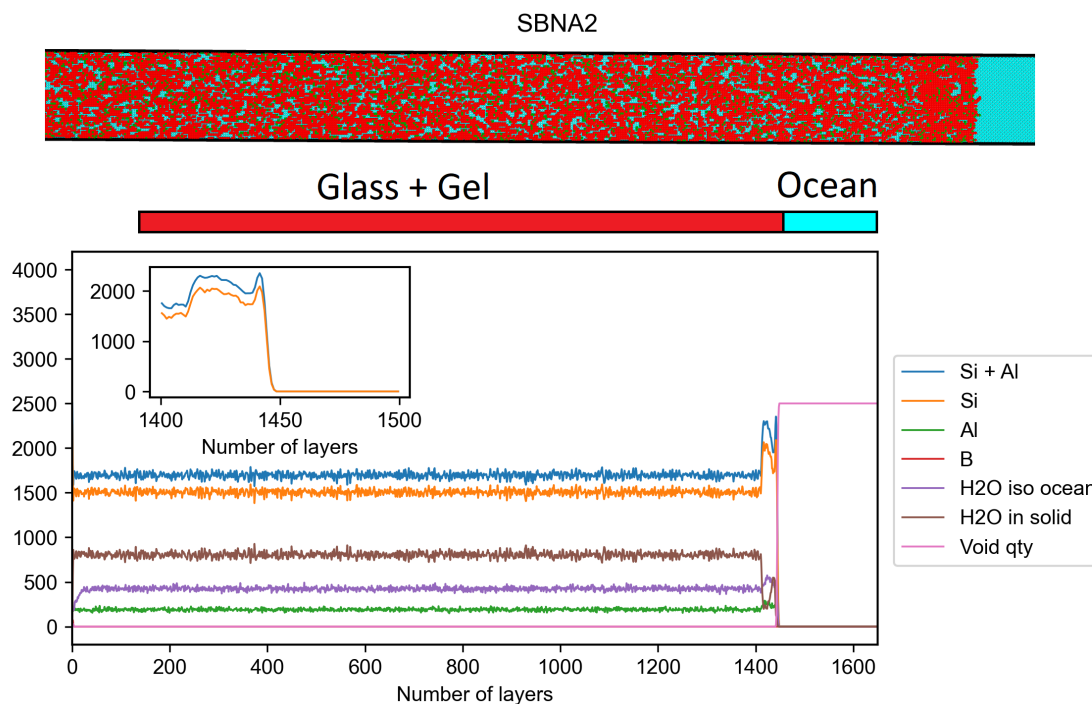 SBNA2
Glass + Gel
Ocean
4000
3500
3000
2500
2000
1500
1000
500
0
2000
1000
0
1400
1450
1500
Number of layers
0
200
400
600
800
1000
1200
1400
1600
Number of layers
Si + Al
Si
Al
B
H2O iso ocean
H2O in solid
Void qty